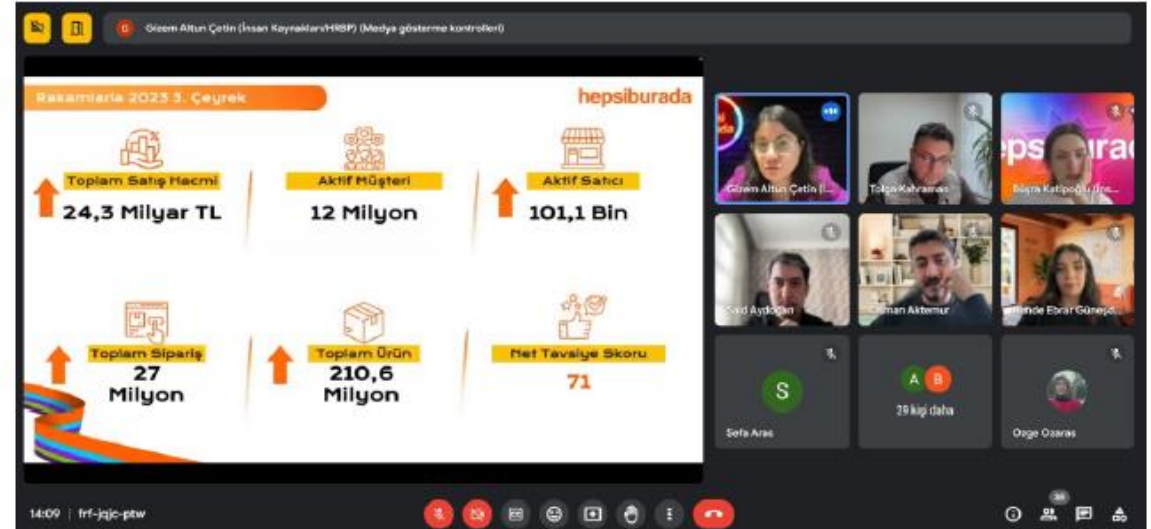 Gizem Altun Çetin (İnsan Kaynakları/HRBP) (Medya gösterme kontrolleri)
Rakamlarla 2023 3. Çeyrek
hepsiburada
Toplam Satış Hacmi
24,3 Milyar TL
Aktif Müşteri
12 Milyon
Aktif Satıcı
101,1 Bin
Toplam Sipariş
27
Milyon
Toplam Ürün
210,6
Milyon
Net Tavsiye Skoru
71
Gizem Altun Çetin (İ...
Tolga Kahraman
Büşra Katipoğlu (İns...
Said Aydoğan
Osman Aktemur
Ebrar Güneşd...
S
Sefa Aras
A B
29 kişi daha
Ozge Ozaras
14:09 | frf-jqjc-ptw